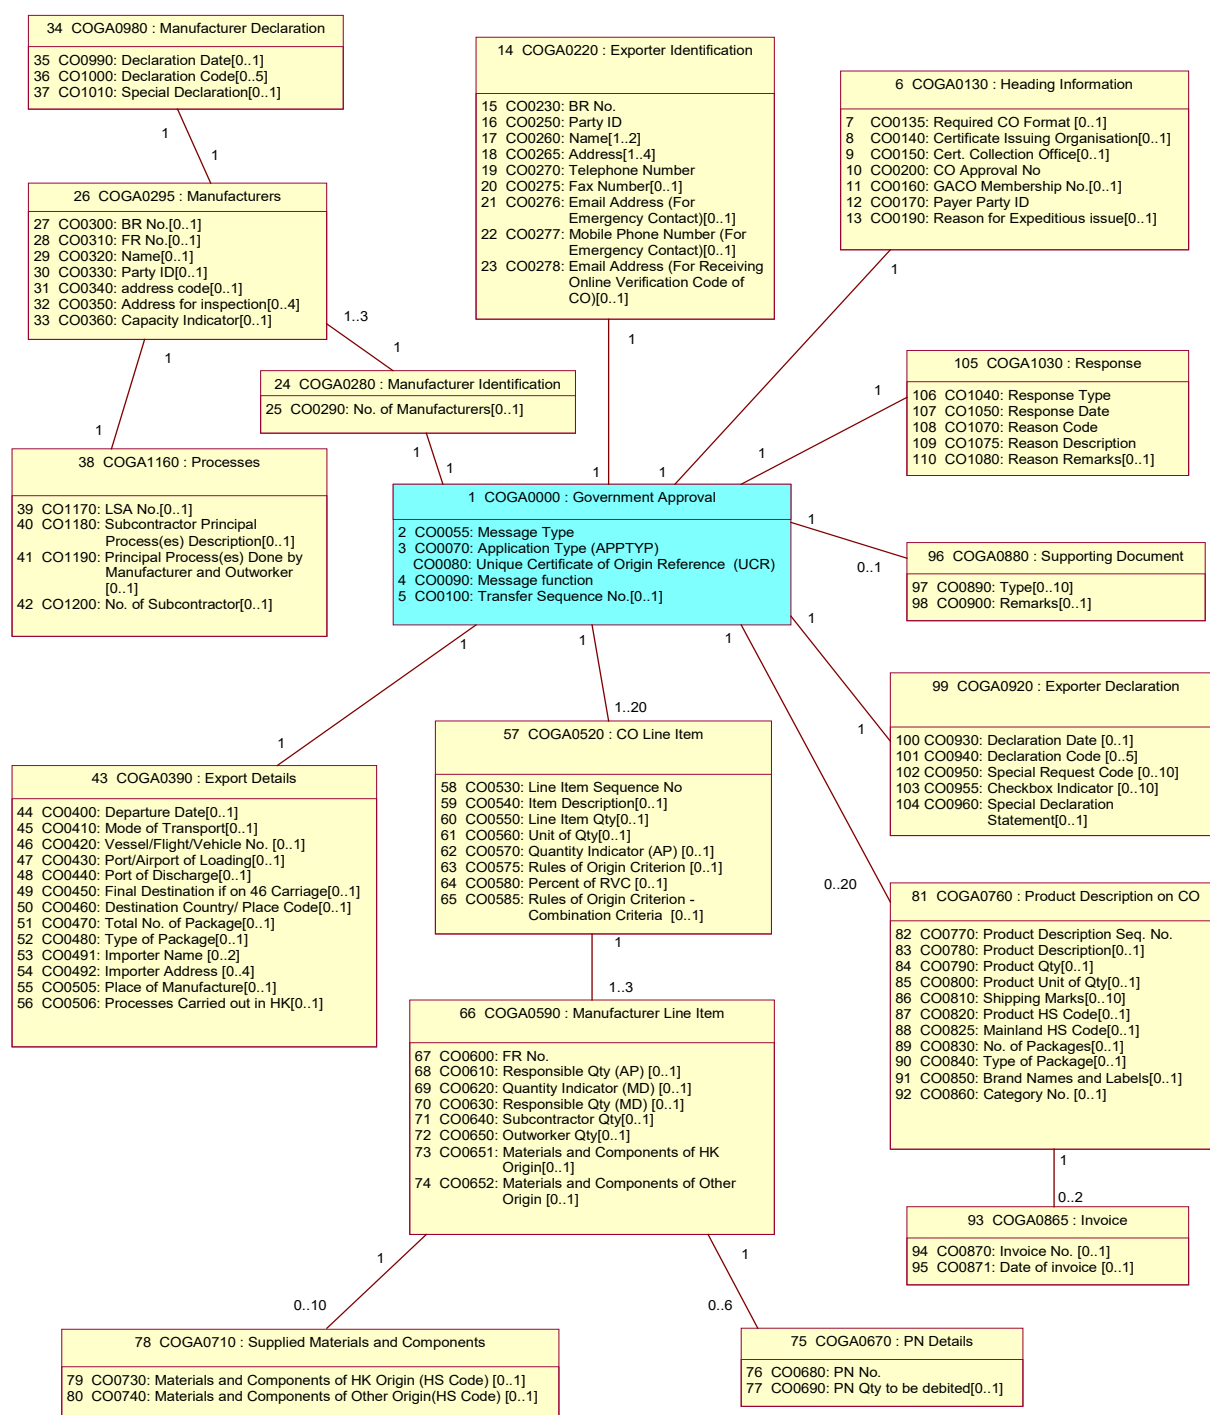 34 COGA0980 : Manufacturer Declaration
35 CO0990: Declaration Date[0..1]
36 CO1000: Declaration Code[0..5]
37 CO1010: Special Declaration[0..1]
1
1
26 COGA0295 : Manufacturers
27 CO0300: BR No.[0..1]
28 CO0310: FR No.[0..1]
29 CO0320: Name[0..1]
30 CO0330: Party ID[0..1]
31 CO0340: address code[0..1]
32 CO0350: Address for inspection[0..4]
33 CO0360: Capacity Indicator[0..1]
1..3
1
1
1
24 COGA0280 : Manufacturer Identification
25 CO0290: No. of Manufacturers[0..1]
1
1
38 COGA1160 : Processes
39 CO1170: LSA No.[0..1]
40 CO1180: Subcontractor Principal
Process(es) Description[0..1]
41 CO1190: Principal Process(es) Done by
Manufacturer and Outworker
[0..1]
42 CO1200: No. of Subcontractor[0..1]
14 COGA0220 : Exporter Identification
15 CO0230: BR No.
16 CO0250: Party ID
17 CO0260: Name[1..2]
18 CO0265: Address[1..4]
19 CO0270: Telephone Number
20 CO0275: Fax Number[0..1]
21 CO0276: Email Address (For
Emergency Contact)[0..1]
22 CO0277: Mobile Phone Number (For
Emergency Contact)[0..1]
23 CO0278: Email Address (For Receiving
Online Verification Code of
CO)[0..1]
1
1
6 COGA0130 : Heading Information
7 CO0135: Required CO Format [0..1]
8 CO0140: Certificate Issuing Organisation[0..1]
9 CO0150: Cert. Collection Office[0..1]
10 CO0200: CO Approval No
11 CO0160: GACO Membership No.[0..1]
12 CO0170: Payer Party ID
13 CO0190: Reason for Expeditious issue[0..1]
1
1
105 COGA1030 : Response
106 CO1040: Response Type
107 CO1050: Response Date
108 CO1070: Reason Code
109 CO1075: Reason Description
110 CO1080: Reason Remarks[0..1]
1
1
1 COGA0000 : Government Approval
2 CO0055: Message Type
3 CO0070: Application Type (APPTYP)
CO0080: Unique Certificate of Origin Reference (UCR)
4 CO0090: Message function
5 CO0100: Transfer Sequence No.[0..1]
1
0..1
96 COGA0880 : Supporting Document
97 CO0890: Type[0..10]
98 CO0900: Remarks[0..1]
1
1
99 COGA0920 : Exporter Declaration
100 CO0930: Declaration Date [0..1]
101 CO0940: Declaration Code [0..5]
102 CO0950: Special Request Code [0..10]
103 CO0955: Checkbox Indicator [0..10]
104 CO0960: Special Declaration
Statement[0..1]
1
1
43 COGA0390 : Export Details
44 CO0400: Departure Date[0..1]
45 CO0410: Mode of Transport[0..1]
46 CO0420: Vessel/Flight/Vehicle No. [0..1]
47 CO0430: Port/Airport of Loading[0..1]
48 CO0440: Port of Discharge[0..1]
49 CO0450: Final Destination if on 46 Carriage[0..1]
50 CO0460: Destination Country/ Place Code[0..1]
51 CO0470: Total No. of Package[0..1]
52 CO0480: Type of Package[0..1]
53 CO0491: Importer Name [0..2]
54 CO0492: Importer Address [0..4]
55 CO0505: Place of Manufacture[0..1]
56 CO0506: Processes Carried out in HK[0..1]
1
1..20
57 COGA0520 : CO Line Item
58 CO0530: Line Item Sequence No
59 CO0540: Item Description[0..1]
60 CO0550: Line Item Qty[0..1]
61 CO0560: Unit of Qty[0..1]
62 CO0570: Quantity Indicator (AP) [0..1]
63 CO0575: Rules of Origin Criterion [0..1]
64 CO0580: Percent of RVC [0..1]
65 CO0585: Rules of Origin Criterion -
Combination Criteria [0..1]
1
1..3
66 COGA0590 : Manufacturer Line Item
67 CO0600: FR No.
68 CO0610: Responsible Qty (AP) [0..1]
69 CO0620: Quantity Indicator (MD) [0..1]
70 CO0630: Responsible Qty (MD) [0..1]
71 CO0640: Subcontractor Qty[0..1]
72 CO0650: Outworker Qty[0..1]
73 CO0651: Materials and Components of HK
Origin[0..1]
74 CO0652: Materials and Components of Other
Origin [0..1]
1
0..20
81 COGA0760 : Product Description on CO
82 CO0770: Product Description Seq. No.
83 CO0780: Product Description[0..1]
84 CO0790: Product Qty[0..1]
85 CO0800: Product Unit of Qty[0..1]
86 CO0810: Shipping Marks[0..10]
87 CO0820: Product HS Code[0..1]
88 CO0825: Mainland HS Code[0..1]
89 CO0830: No. of Packages[0..1]
90 CO0840: Type of Package[0..1]
91 CO0850: Brand Names and Labels[0..1]
92 CO0860: Category No. [0..1]
1
0..2
93 COGA0865 : Invoice
94 CO0870: Invoice No. [0..1]
95 CO0871: Date of invoice [0..1]
1
0..10
78 COGA0710 : Supplied Materials and Components
79 CO0730: Materials and Components of HK Origin (HS Code) [0..1]
80 CO0740: Materials and Components of Other Origin(HS Code) [0..1]
1
0..6
75 COGA0670 : PN Details
76 CO0680: PN No.
77 CO0690: PN Qty to be debited[0..1]